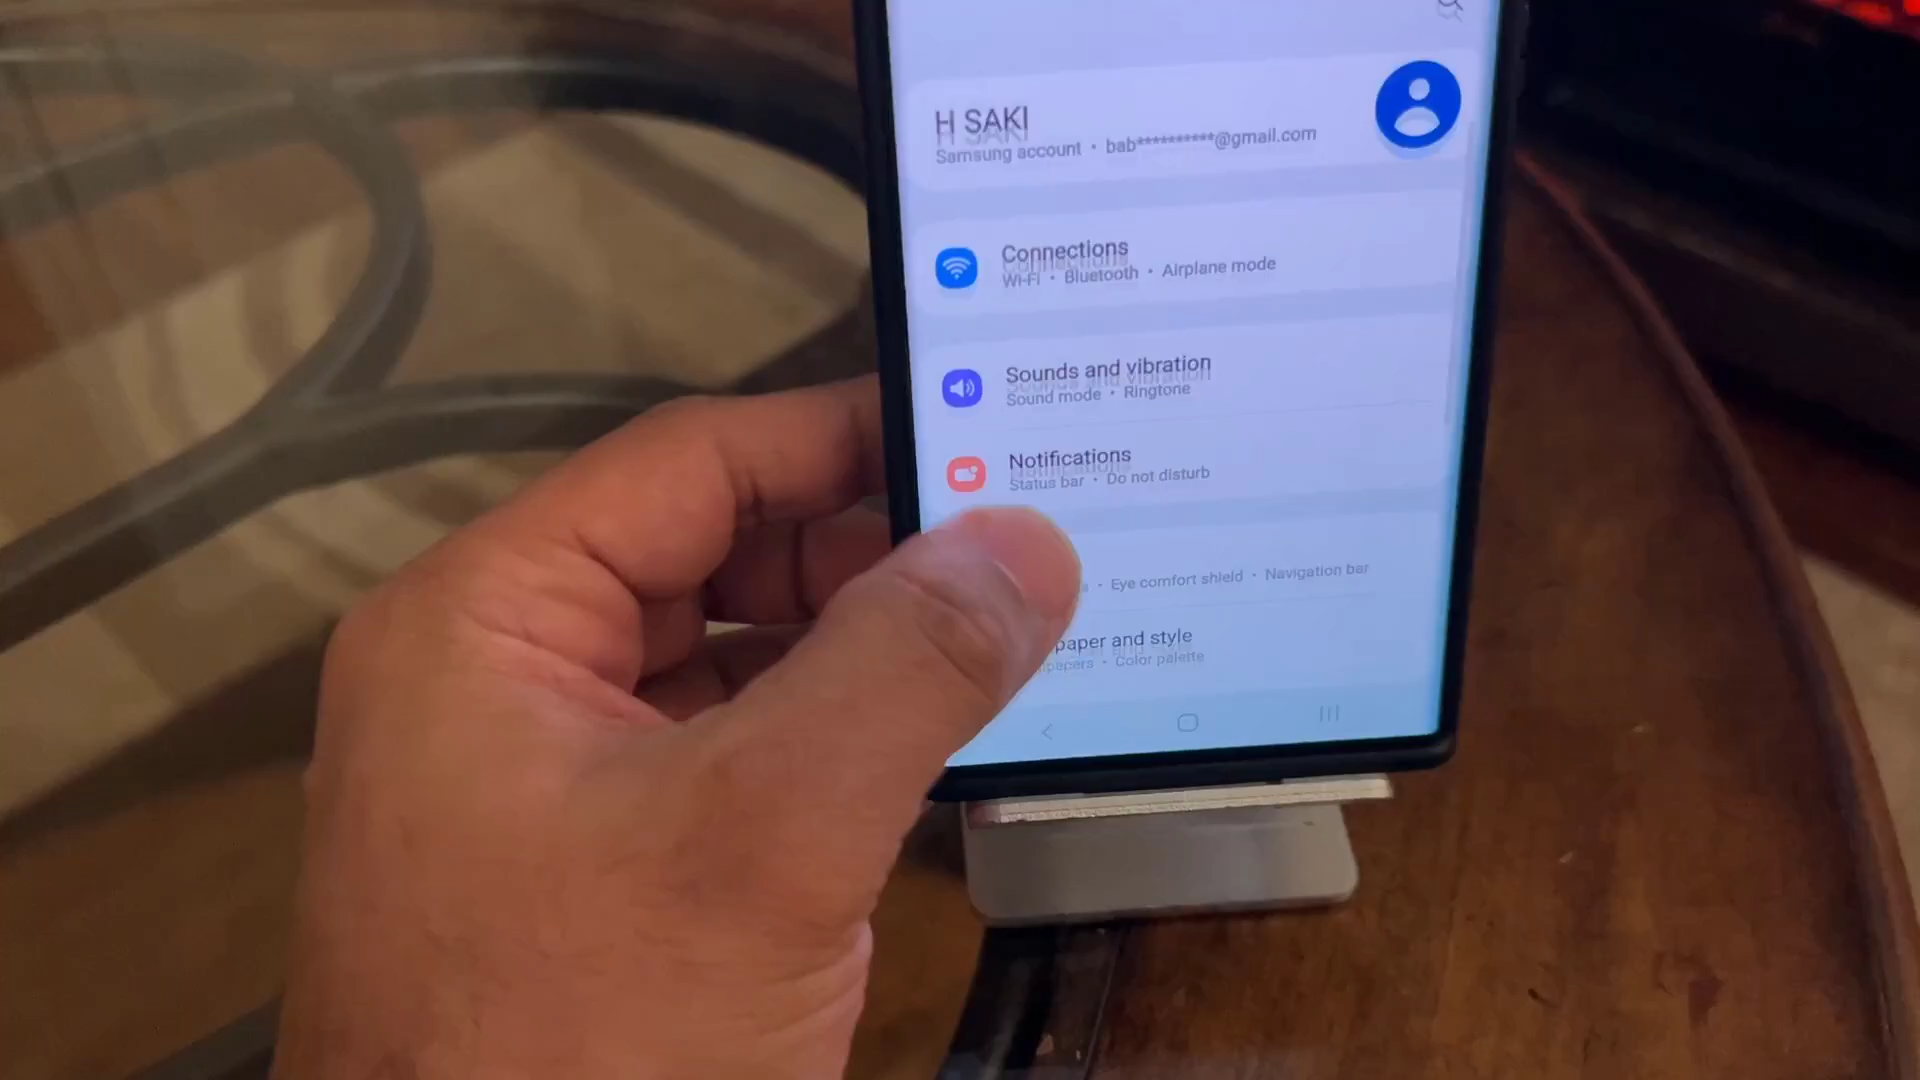 H SAKI
Samsung account • bab**********@gmail.com
Connections
Wi-Fi • Bluetooth • Airplane mode
Sounds and vibration
Sound mode • Ringtone
Notifications
Status bar • Do not disturb
• Eye comfort shield • Navigation bar
paper and style
papers • Color palette